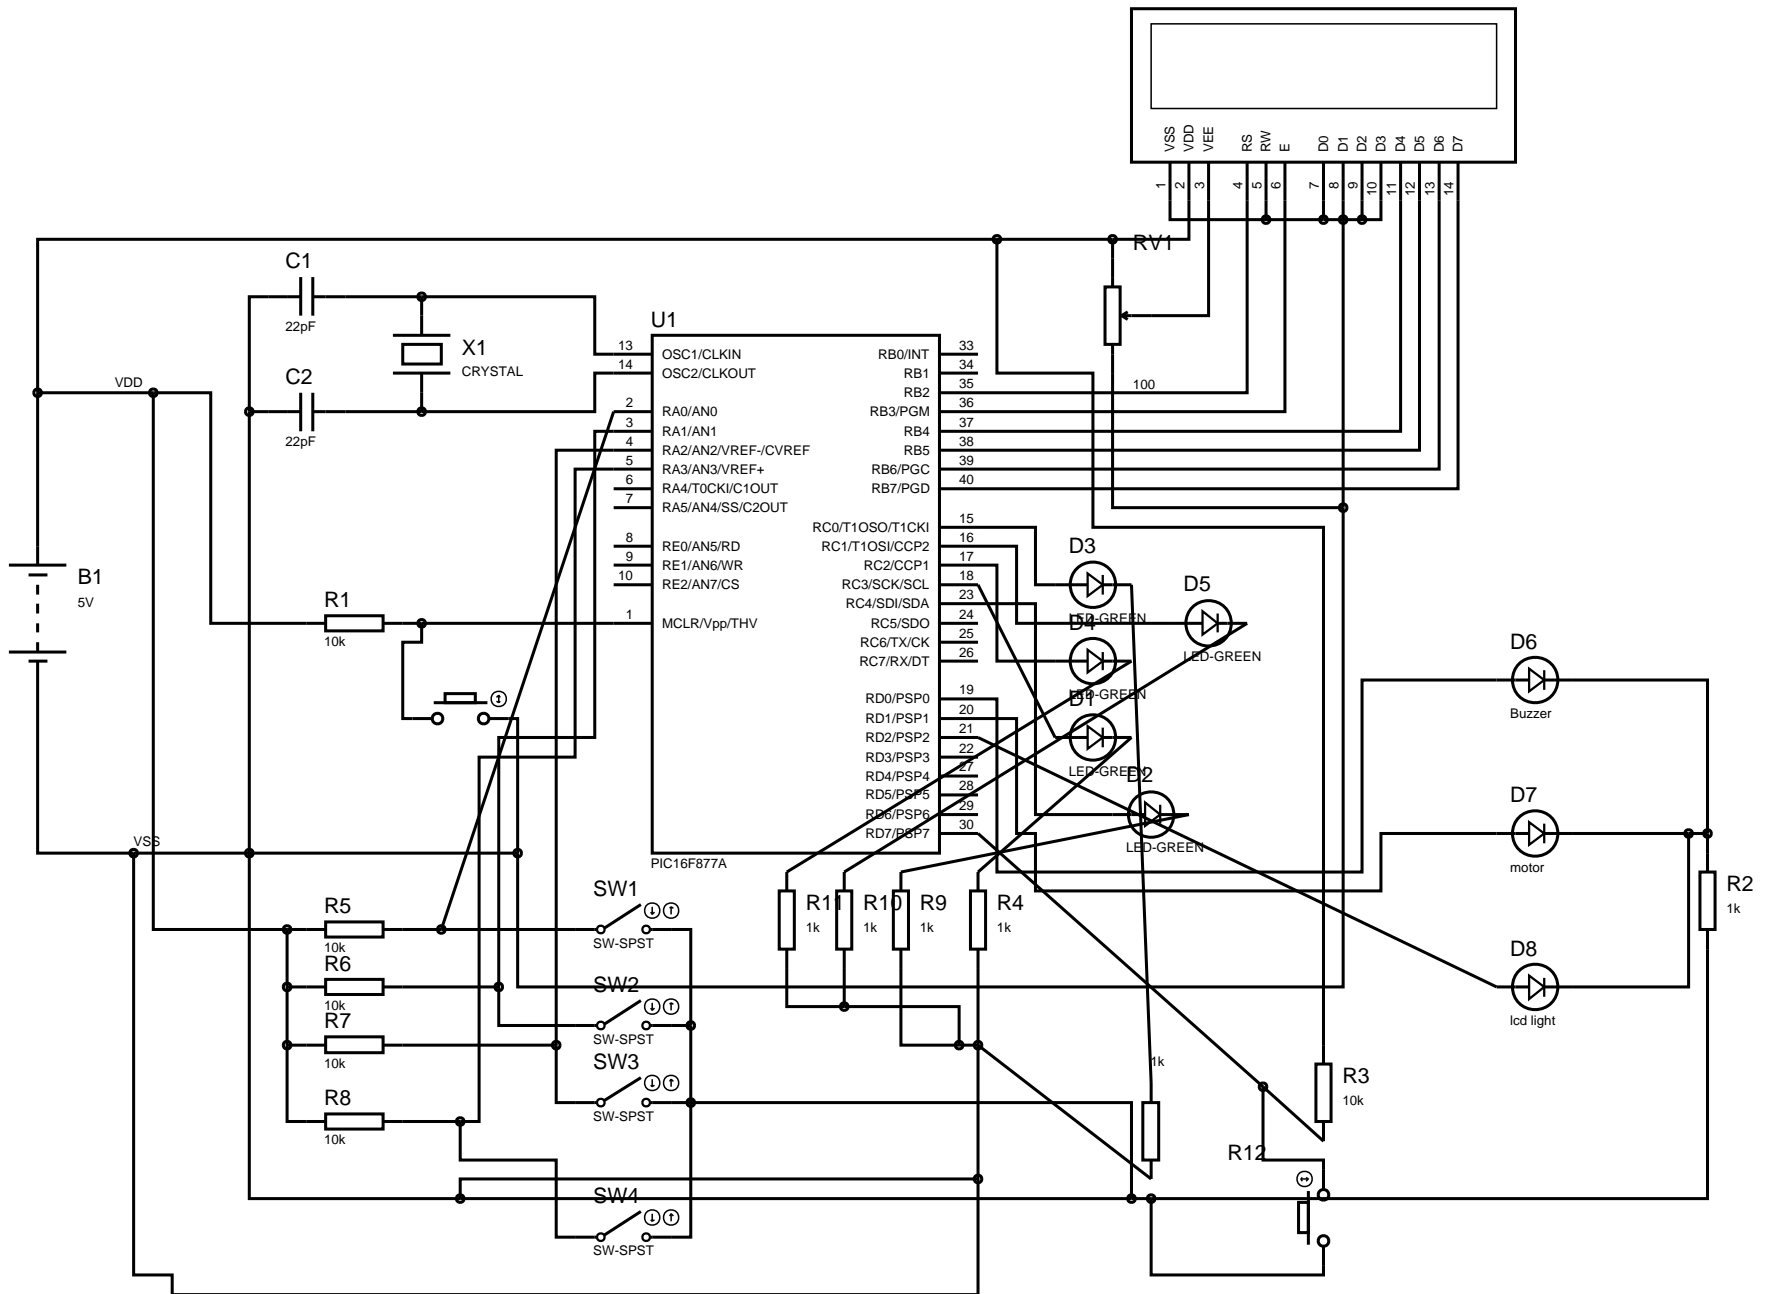 VSS VDD VEE RS RW E D0 D1 D2 D3 D4 D5 D6 D7
1 2 3 4 5 6 7 8 9 10 11 12 13 14
RV1
C1
22pF
X1
CRYSTAL
C2
22pF
VDD
B1
5V
R1
10k
VSS
U1
13 OSC1/CLKIN
14 OSC2/CLKOUT
2 RA0/AN0
3 RA1/AN1
4 RA2/AN2/VREF-/CVREF
5 RA3/AN3/VREF+
6 RA4/T0CKI/C1OUT
7 RA5/AN4/SS/C2OUT
8 RE0/AN5/RD
9 RE1/AN6/WR
10 RE2/AN7/CS
1 MCLR/Vpp/THV
RB0/INT 33
RB1 34
RB2 35
RB3/PGM 36
RB4 37
RB5 38
RB6/PGC 39
RB7/PGD 40
RC0/T1OSO/T1CKI 15
RC1/T1OSI/CCP2 16
RC2/CCP1 17
RC3/SCK/SCL 18
RC4/SDI/SDA 23
RC5/SDO 24
RC6/TX/CK 25
RC7/RX/DT 26
RD0/PSP0 19
RD1/PSP1 20
RD2/PSP2 21
RD3/PSP3 22
RD4/PSP4 27
RD5/PSP5 28
RD6/PSP6 29
RD7/PSP7 30
PIC16F877A
100
D3
LED-GREEN
D5
LED-GREEN
D4
LED-GREEN
D1
LED-GREEN
D2
LED-GREEN
D6
Buzzer
D7
motor
D8
lcd light
R2
1k
R11
1k
R10
1k
R9
1k
R4
1k
R5
10k
R6
10k
R7
10k
R8
10k
SW1
SW-SPST
SW2
SW-SPST
SW3
SW-SPST
SW4
SW-SPST
1k
R12
R3
10k